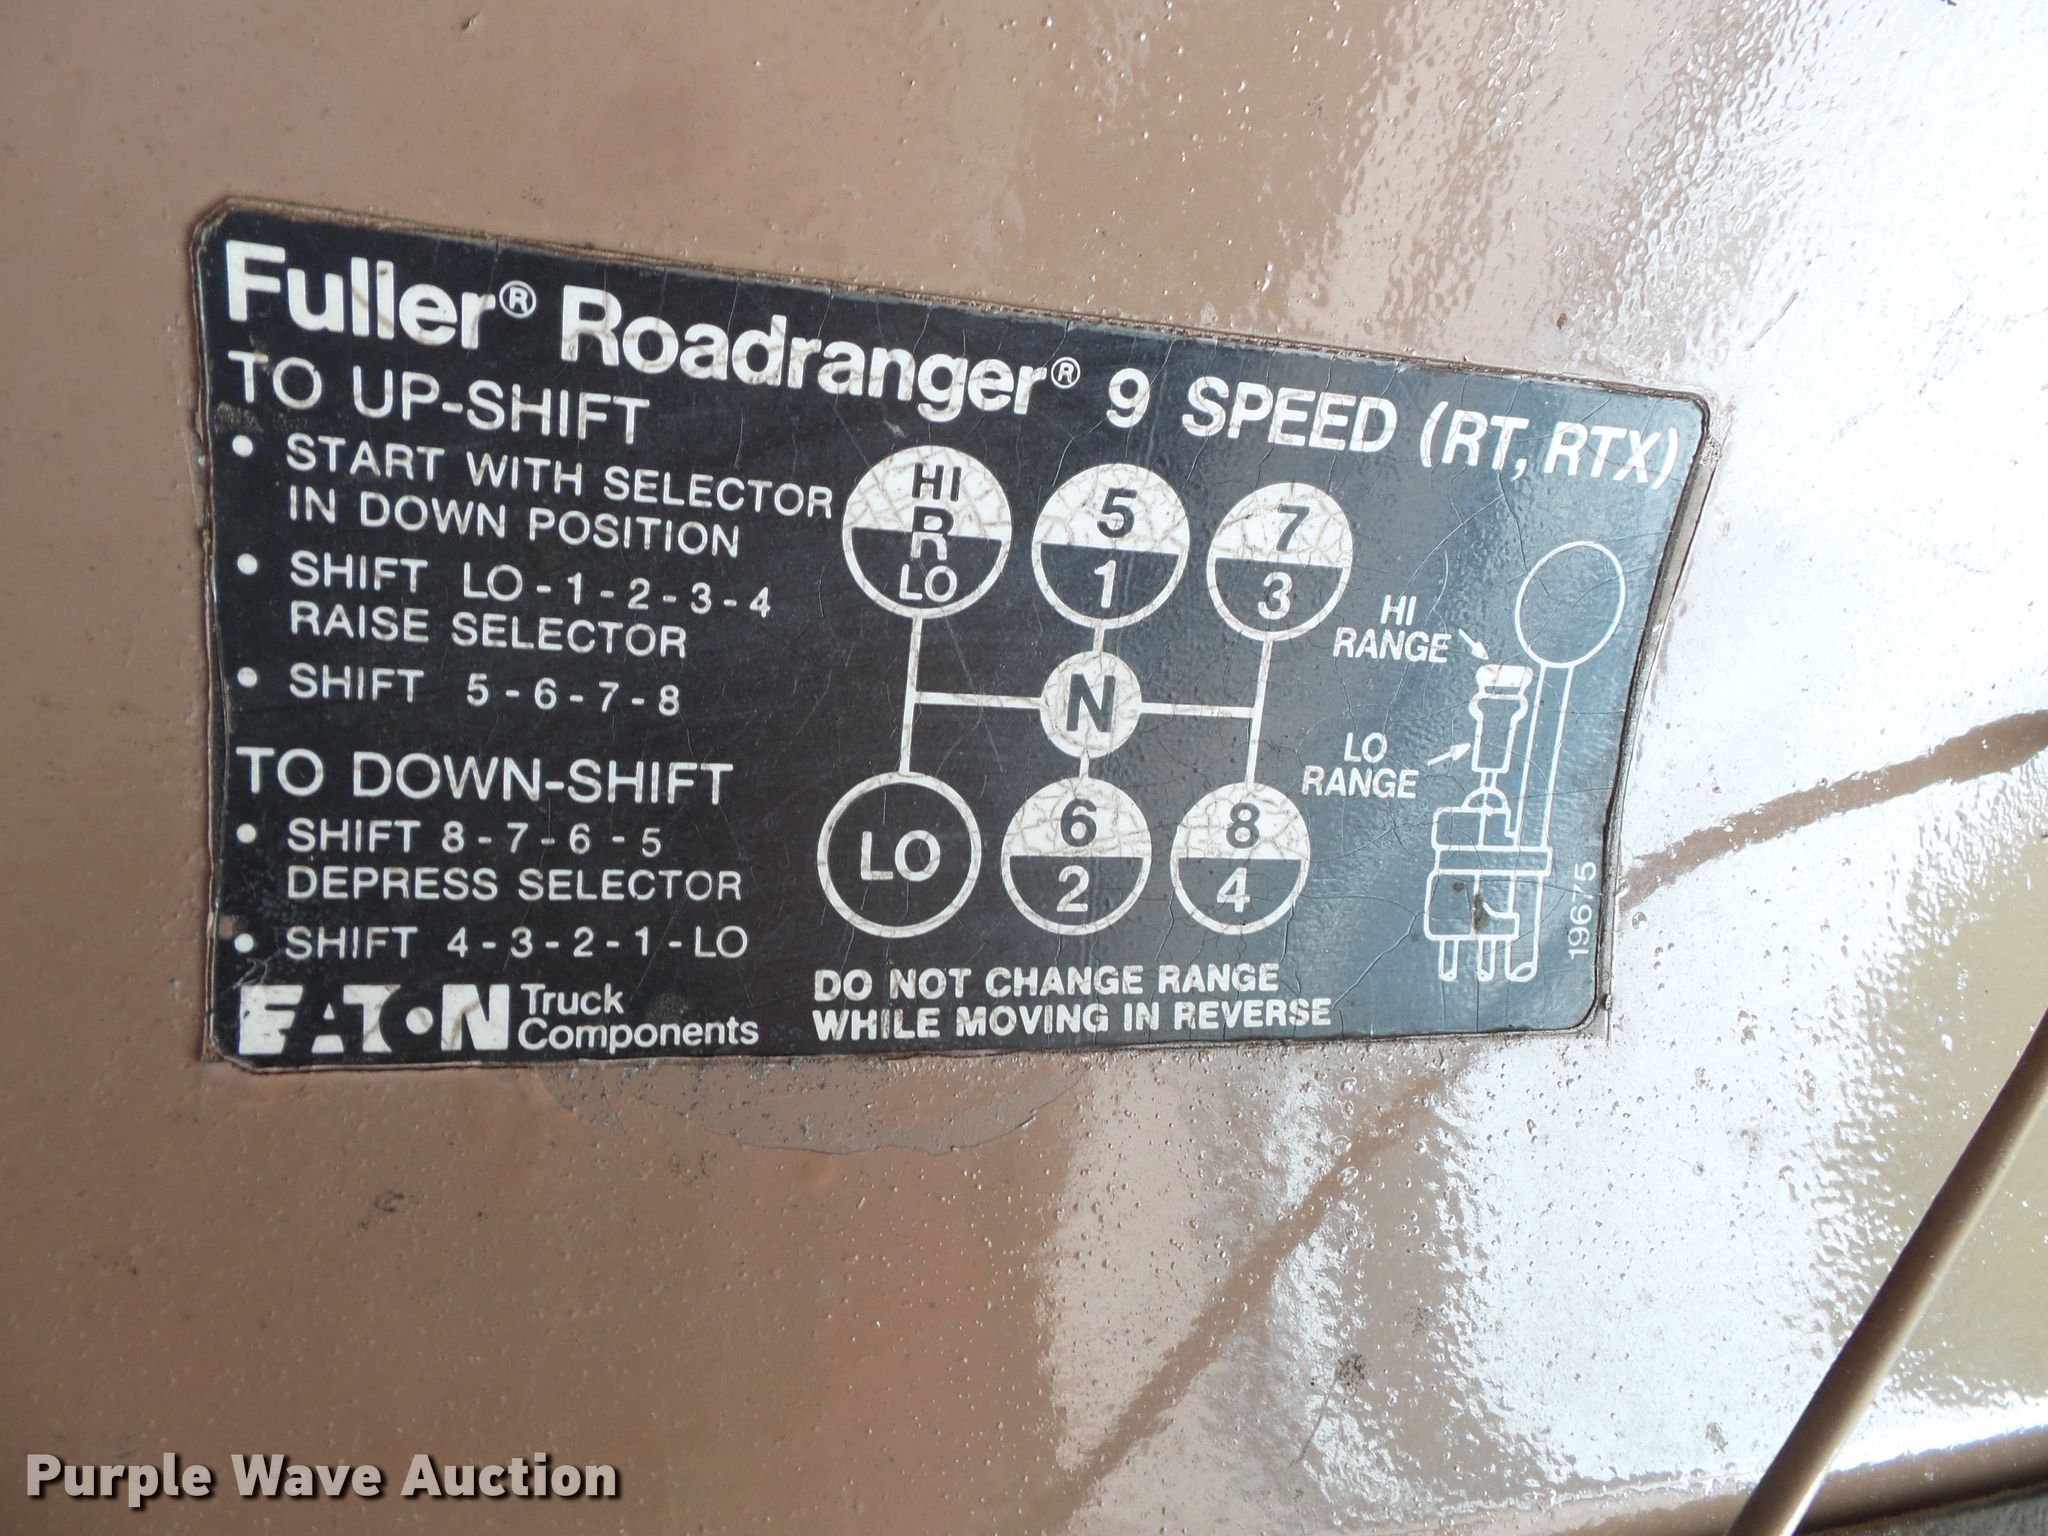 Fuller® Roadranger® 9 SPEED (RT, RTX)
TO UP-SHIFT
• START WITH SELECTOR
IN DOWN POSITION
• SHIFT LO-1-2-3-4
RAISE SELECTOR
• SHIFT 5-6-7-8
TO DOWN-SHIFT
• SHIFT 8-7-6-5
DEPRESS SELECTOR
• SHIFT 4-3-2-1-LO
EATON Truck
Components
HI
R
LO
5
1
7
3
N
LO
6
2
8
4
HI
RANGE
LO
RANGE
19675
DO NOT CHANGE RANGE
WHILE MOVING IN REVERSE
Purple Wave Auction